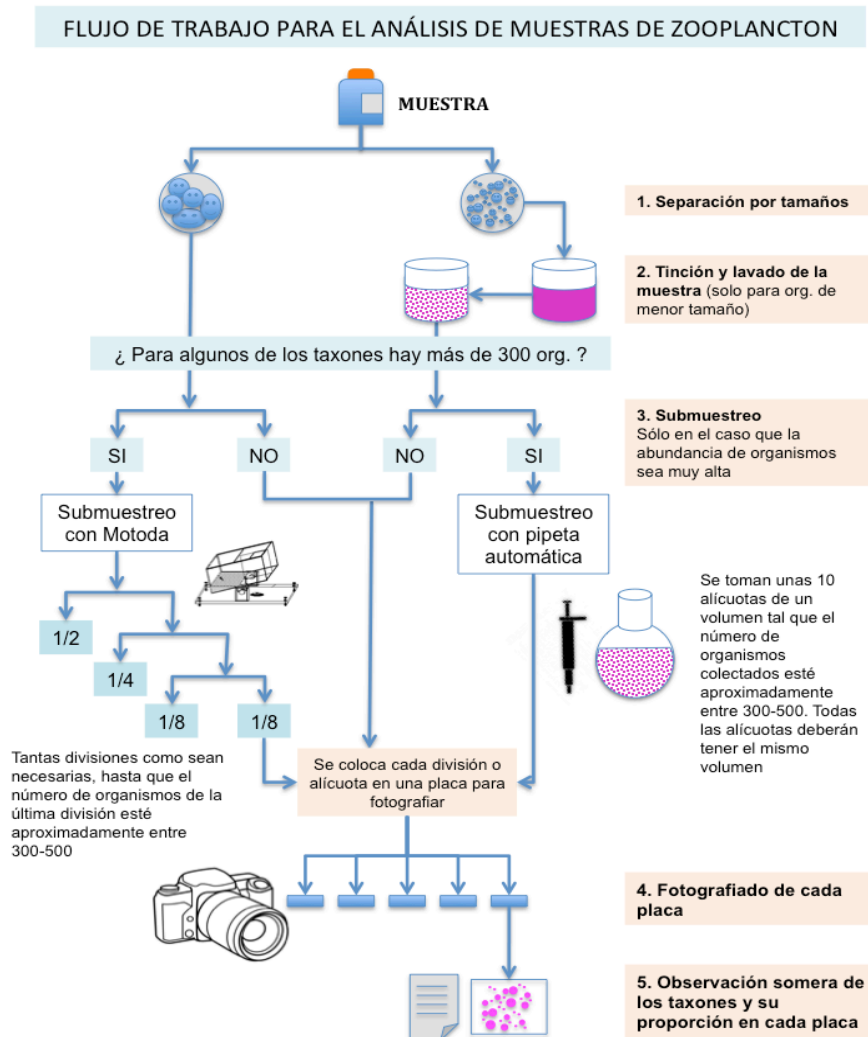 FLUJO DE TRABAJO PARA EL ANÁLISIS DE MUESTRAS DE ZOOPLANCTON
MUESTRA
1. Separación por tamaños
2. Tinción y lavado de la
muestra (solo para org. de
menor tamaño)
¿ Para algunos de los taxones hay más de 300 org. ?
3. Submuestreo
Sólo en el caso que la
abundancia de organismos
sea muy alta
SI
NO
NO
SI
Submuestreo
con Motoda
Submuestreo
con pipeta
automática
1/2
1/4
1/8
1/8
Se toman unas 10
alícuotas de un
volumen tal que el
número de
organismos
colectados esté
aproximadamente
entre 300-500. Todas
las alícuotas deberán
tener el mismo
volumen
Tantas divisiones como sean
necesarias, hasta que el
número de organismos de la
última división esté
aproximadamente entre
300-500
Se coloca cada división o
alícuota en una placa para
fotografiar
4. Fotografiado de cada
placa
5. Observación somera de
los taxones y su
proporción en cada placa